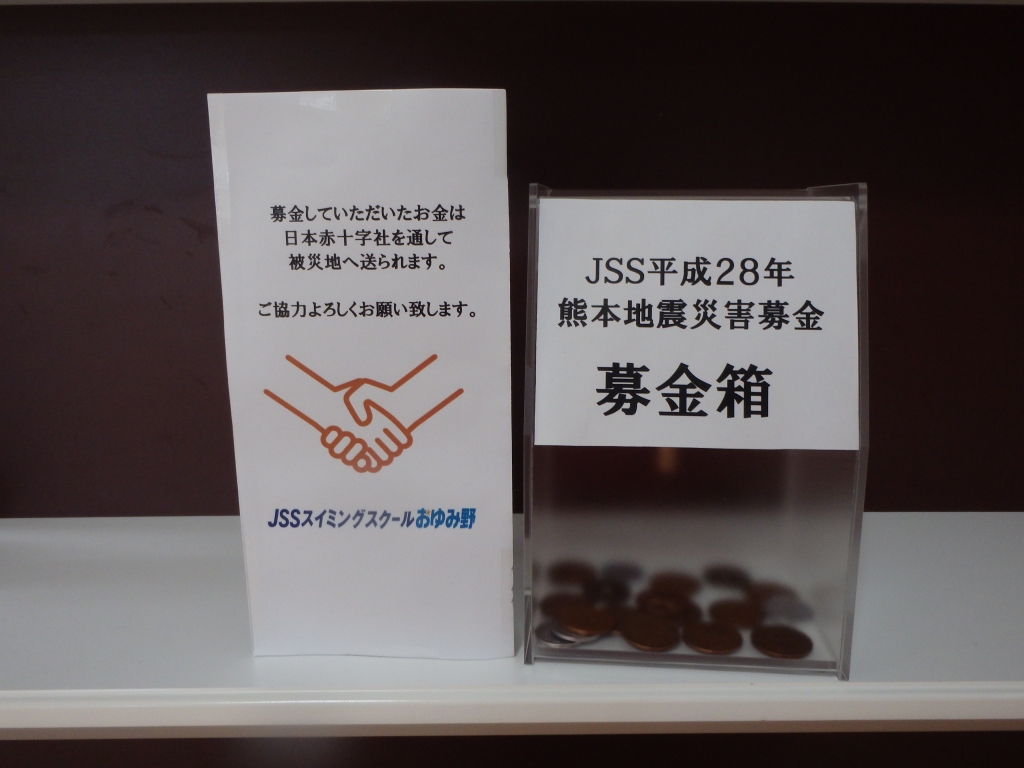 募金していただいたお金は
日本赤十字社を通して
被災地へ送られます。
ご協力よろしくお願い致します。
JSSスイミングスクールおゆみ野
JSS平成28年
熊本地震災害募金
募金箱